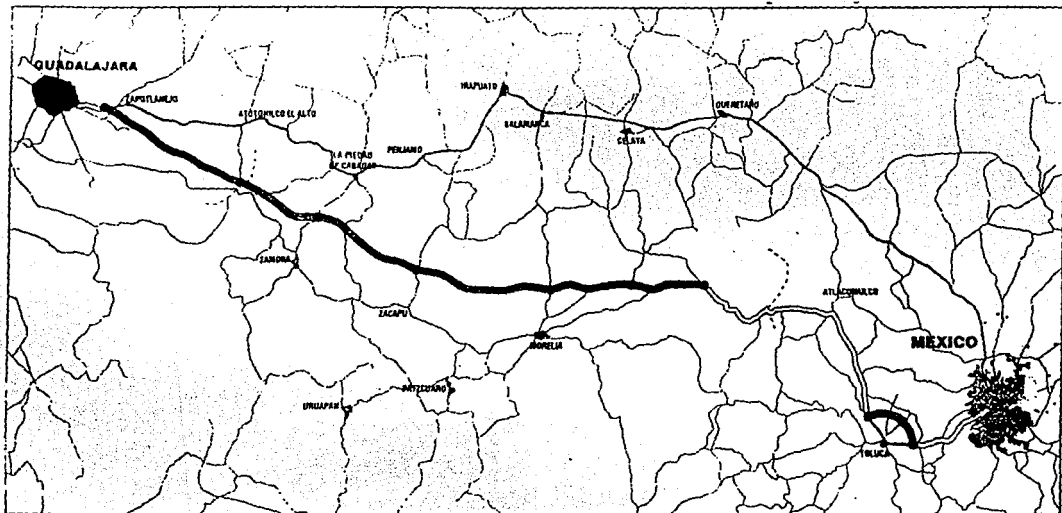 GUADALAJARA
ZAPOTLANEJO
ATOTONILCO EL ALTO
LA PIEDAD
DE CABADAS
PENJAMO
IRAPUATO
SALAMANCA
CELAYA
QUERETARO
ZAMORA
ZACAPU
MORELIA
PATZCUARO
URUAPAN
ATLACOMULCO
MEXICO
TOLUCA